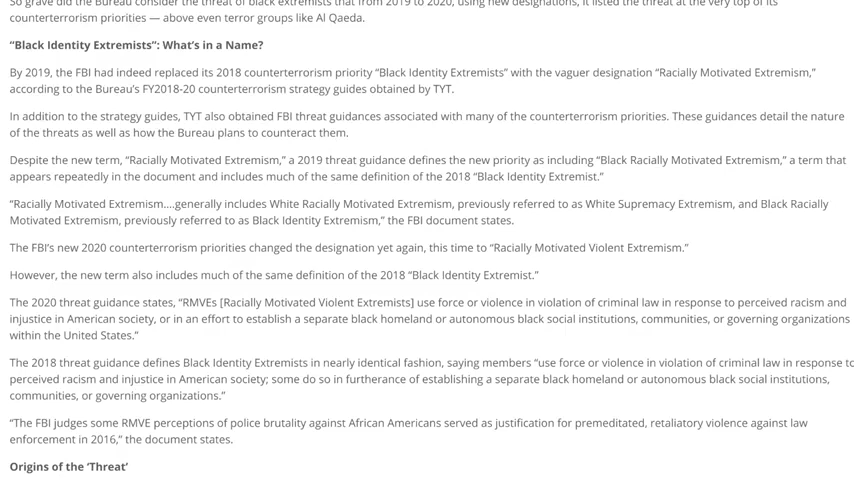 So grave did the Bureau consider the threat of black extremists that from 2019 to 2020, using new designations, it listed the threat at the very top of its
counterterrorism priorities — above even terror groups like Al Qaeda.
“Black Identity Extremists”: What’s in a Name?
By 2019, the FBI had indeed replaced its 2018 counterterrorism priority “Black Identity Extremists” with the vaguer designation “Racially Motivated Extremism,”
according to the Bureau’s FY2018-20 counterterrorism strategy guides obtained by TYT.
In addition to the strategy guides, TYT also obtained FBI threat guidances associated with many of the counterterrorism priorities. These guidances detail the nature
of the threats as well as how the Bureau plans to counteract them.
Despite the new term, “Racially Motivated Extremism,” a 2019 threat guidance defines the new priority as including “Black Racially Motivated Extremism,” a term that
appears repeatedly in the document and includes much of the same definition of the 2018 “Black Identity Extremist.”
“Racially Motivated Extremism....generally includes White Racially Motivated Extremism, previously referred to as White Supremacy Extremism, and Black Racially
Motivated Extremism, previously referred to as Black Identity Extremism,” the FBI document states.
The FBI’s new 2020 counterterrorism priorities changed the designation yet again, this time to “Racially Motivated Violent Extremism.”
However, the new term also includes much of the same definition of the 2018 “Black Identity Extremist.”
The 2020 threat guidance states, “RMVEs [Racially Motivated Violent Extremists] use force or violence in violation of criminal law in response to perceived racism and
injustice in American society, or in an effort to establish a separate black homeland or autonomous black social institutions, communities, or governing organizations
within the United States.”
The 2018 threat guidance defines Black Identity Extremists in nearly identical fashion, saying members “use force or violence in violation of criminal law in response to
perceived racism and injustice in American society; some do so in furtherance of establishing a separate black homeland or autonomous black social institutions,
communities, or governing organizations.”
“The FBI judges some RMVE perceptions of police brutality against African Americans served as justification for premeditated, retaliatory violence against law
enforcement in 2016,” the document states.
Origins of the ‘Threat’